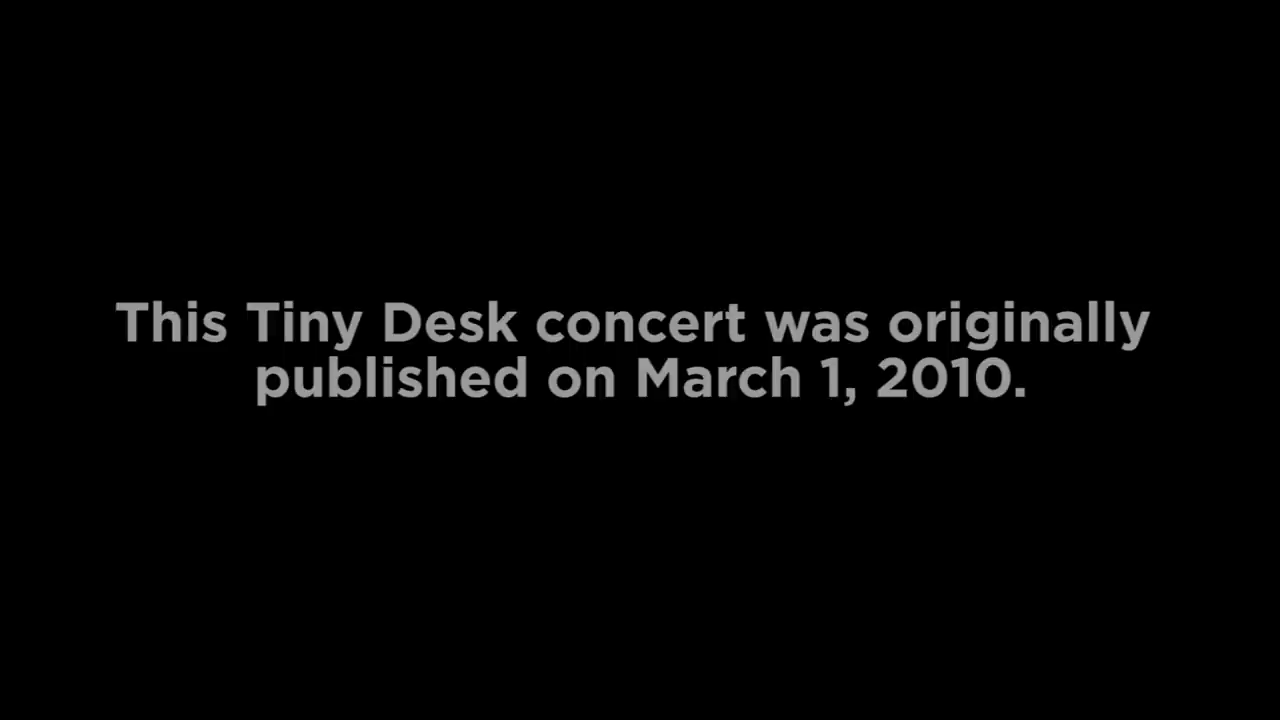 This Tiny Desk concert was originally
published on March 1, 2010.